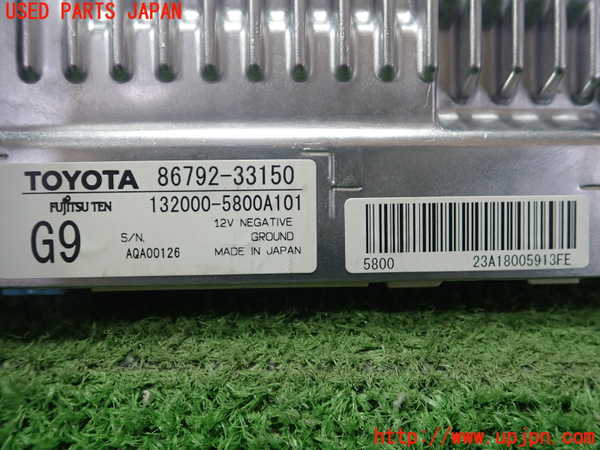 USED PARTS JAPAN
TOYOTA 86792-33150
FUJITSU TEN 132000-5800A101
12V NEGATIVE
G9 S/N. GROUND
AQA00126 MADE IN JAPAN
5800 23A18005913FE
http://www.upjpn.com/